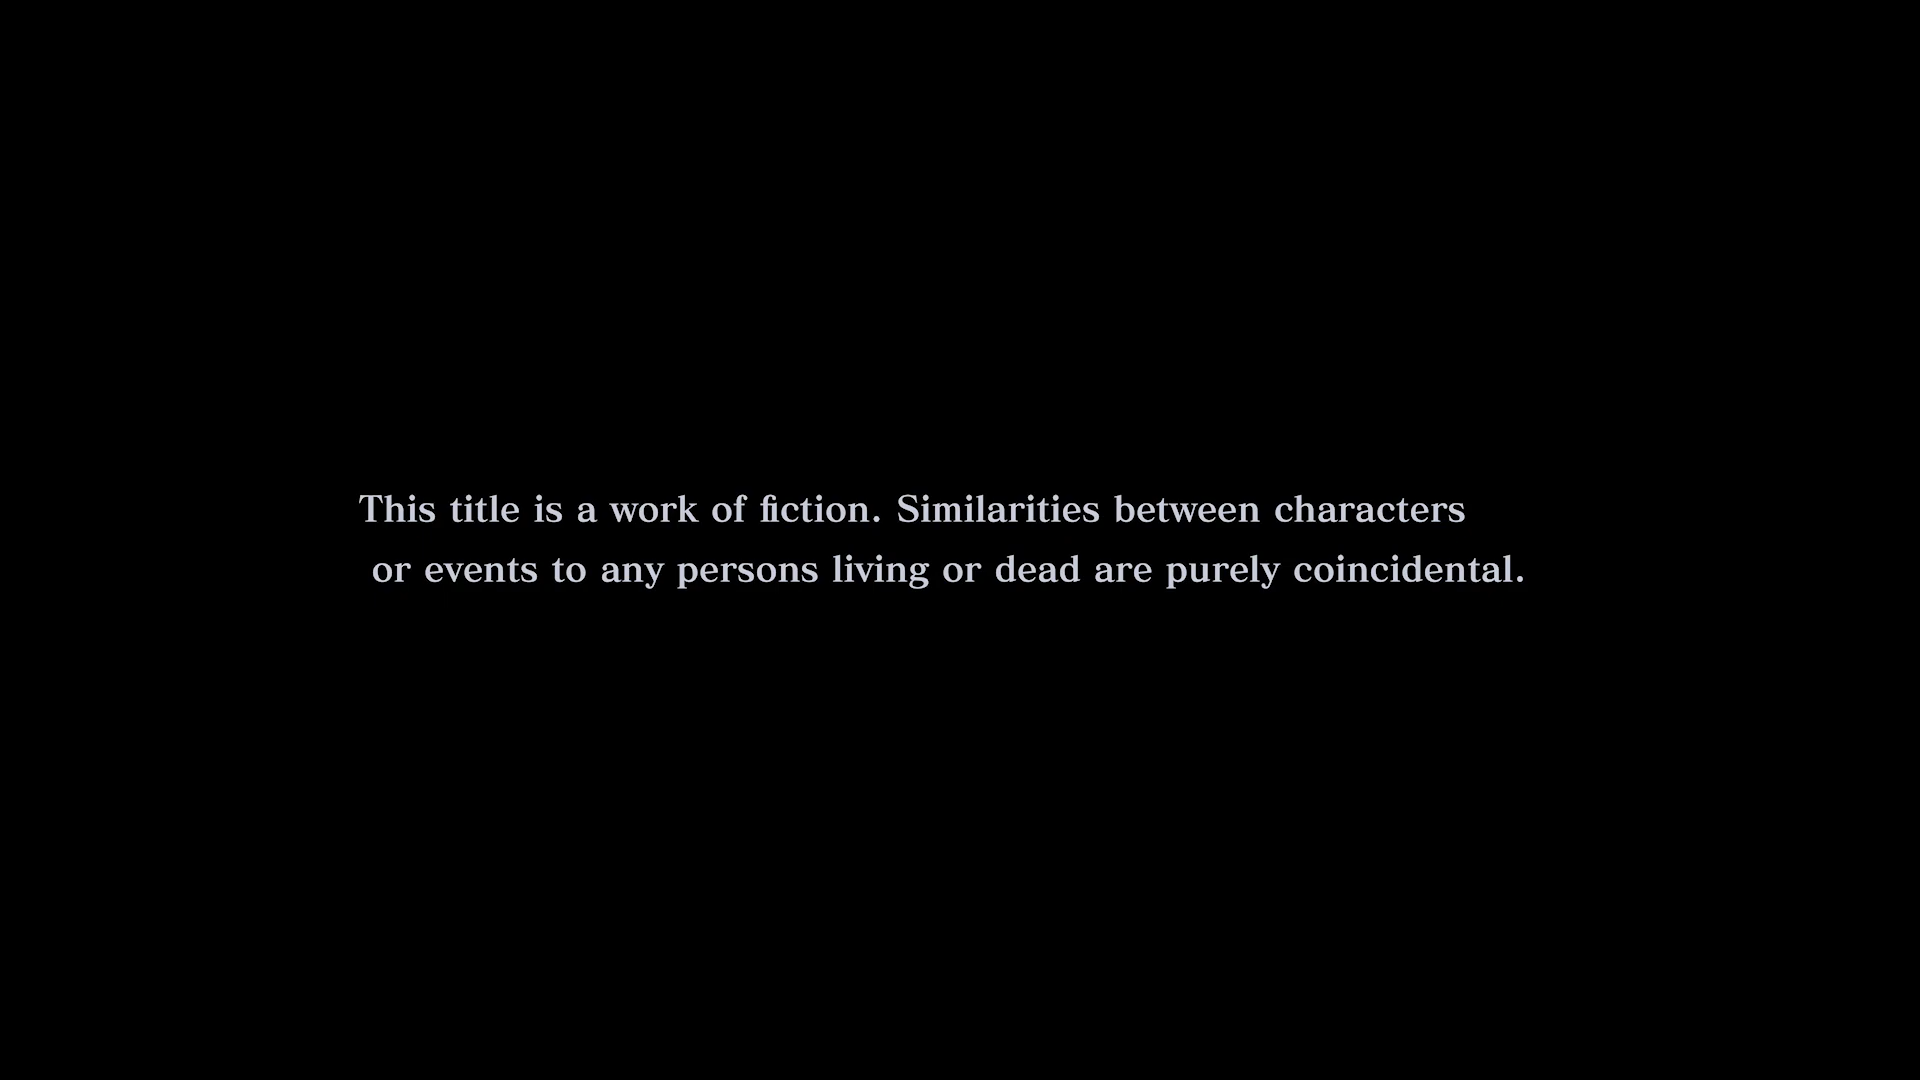 This title is a work of fiction. Similarities between characters
or events to any persons living or dead are purely coincidental.